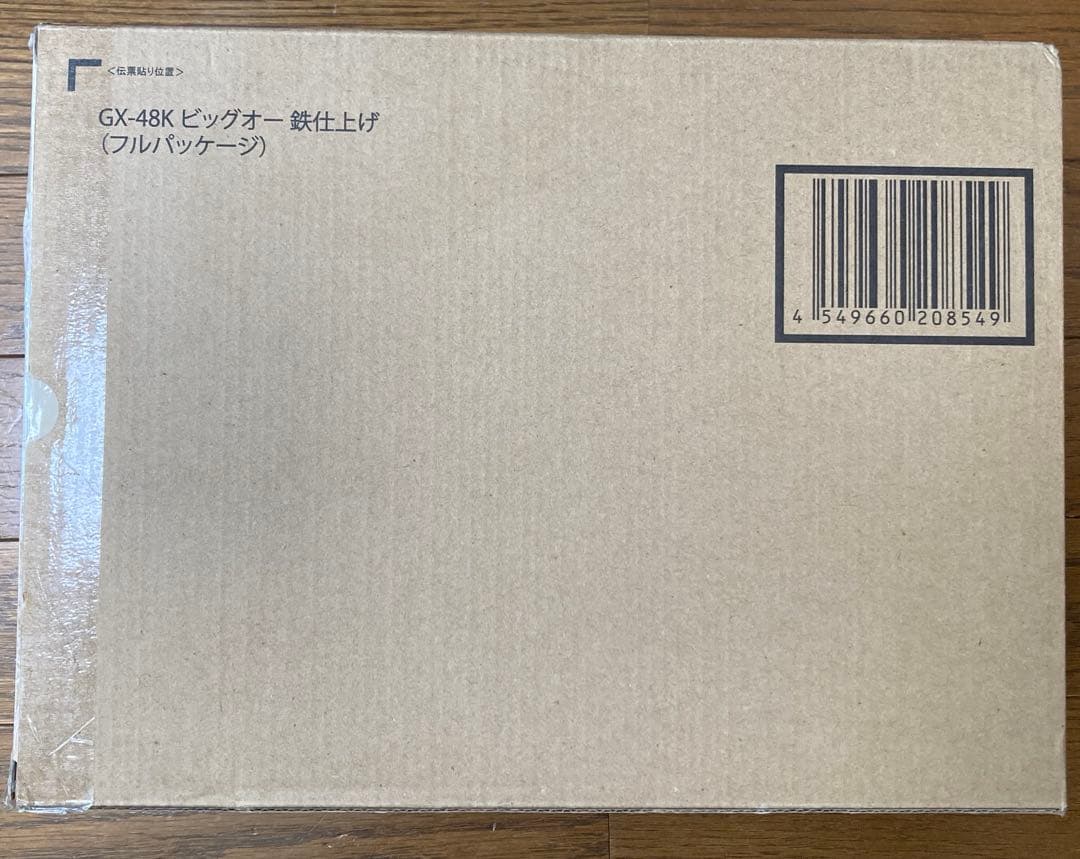 <伝票貼り位置>
GX-48K ビッグオー 鉄仕上げ
(フルパッケージ)
4 549660 208549